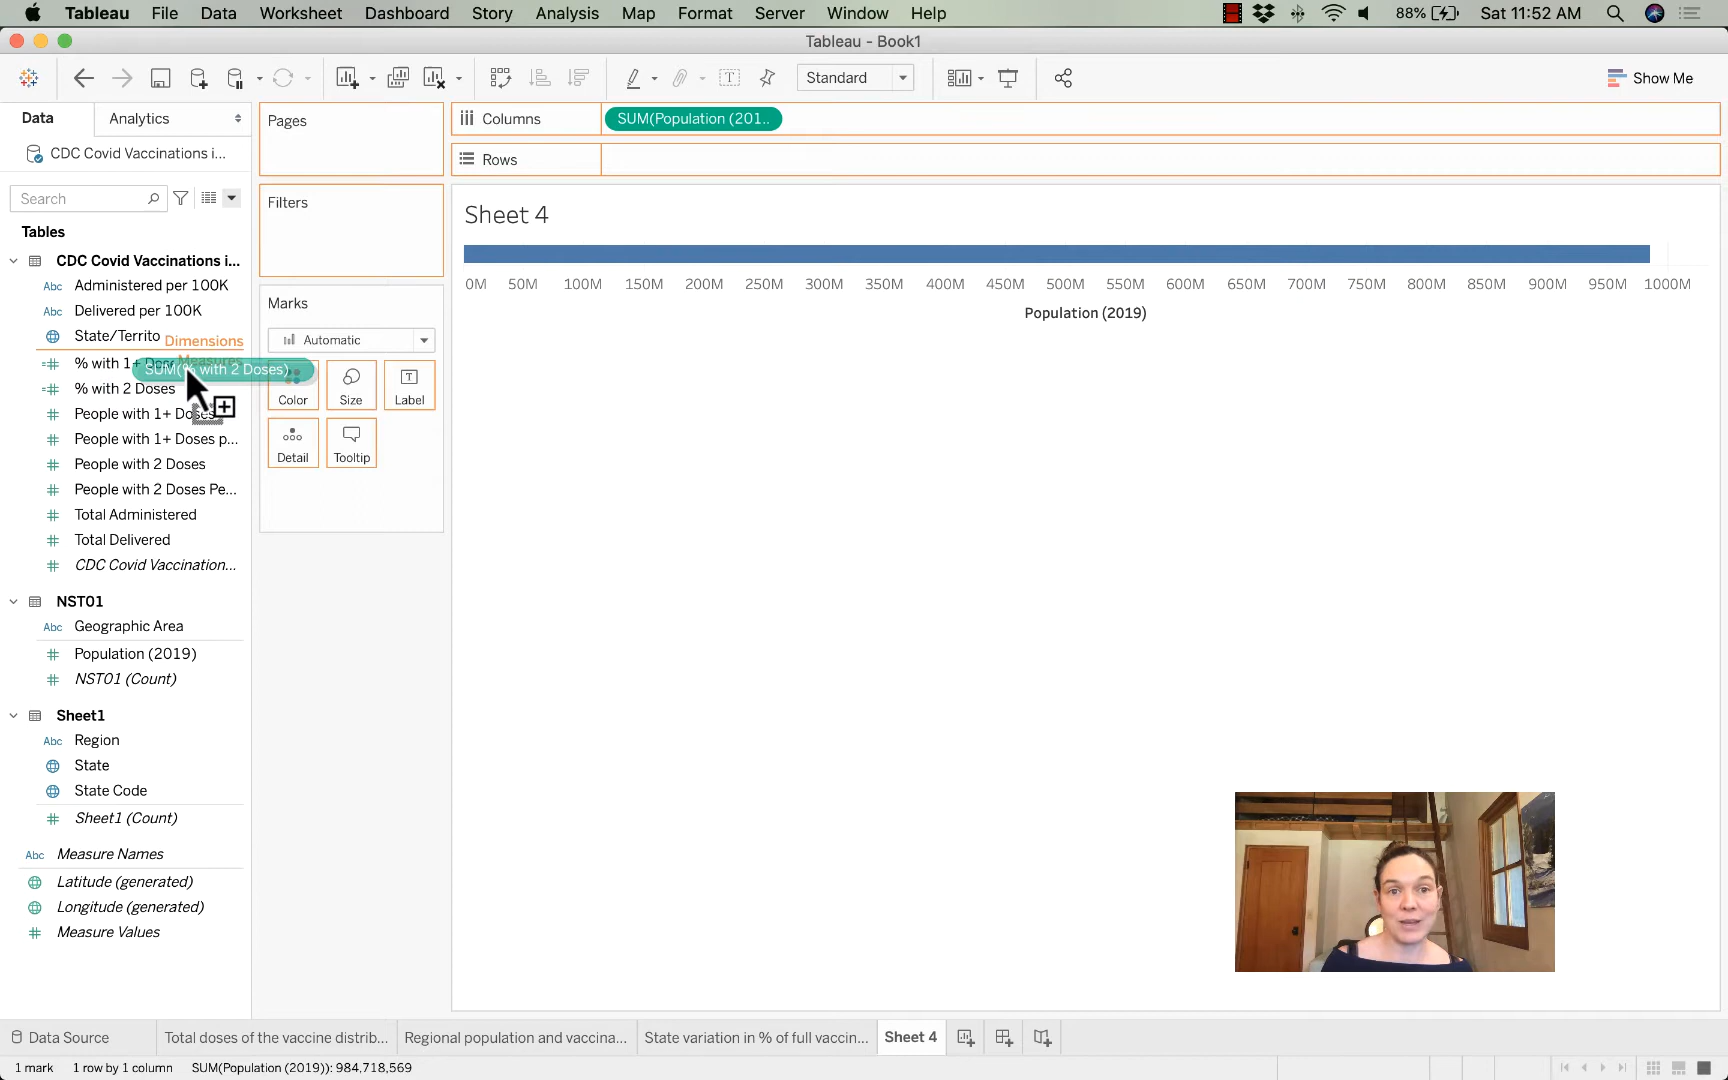 Tableau File Data Worksheet Dashboard Story Analysis Map Format Server Window Help 88% Sat 11:52 AM
Tableau - Book1
Standard Show Me
Data Analytics
CDC Covid Vaccinations i...
Search
Tables
CDC Covid Vaccinations i...
Abc Administered per 100K
Abc Delivered per 100K
State/Territo Dimensions
% with 1+ Dos Measures
SUM(% with 2 Doses)
% with 2 Doses
People with 1+ Doses
People with 1+ Doses p...
People with 2 Doses
People with 2 Doses Pe...
Total Administered
Total Delivered
CDC Covid Vaccination...
NST01
Abc Geographic Area
Population (2019)
NST01 (Count)
Sheet1
Abc Region
State
State Code
Sheet1 (Count)
Abc Measure Names
Latitude (generated)
Longitude (generated)
Measure Values
Pages
Filters
Marks
Automatic
Color Size Label
Detail Tooltip
Columns SUM(Population (201..
Rows
Sheet 4
0M 50M 100M 150M 200M 250M 300M 350M 400M 450M 500M 550M 600M 650M 700M 750M 800M 850M 900M 950M 1000M
Population (2019)
Data Source Total doses of the vaccine distrib... Regional population and vaccina... State variation in % of full vaccin... Sheet 4
1 mark 1 row by 1 column SUM(Population (2019)): 984,718,569